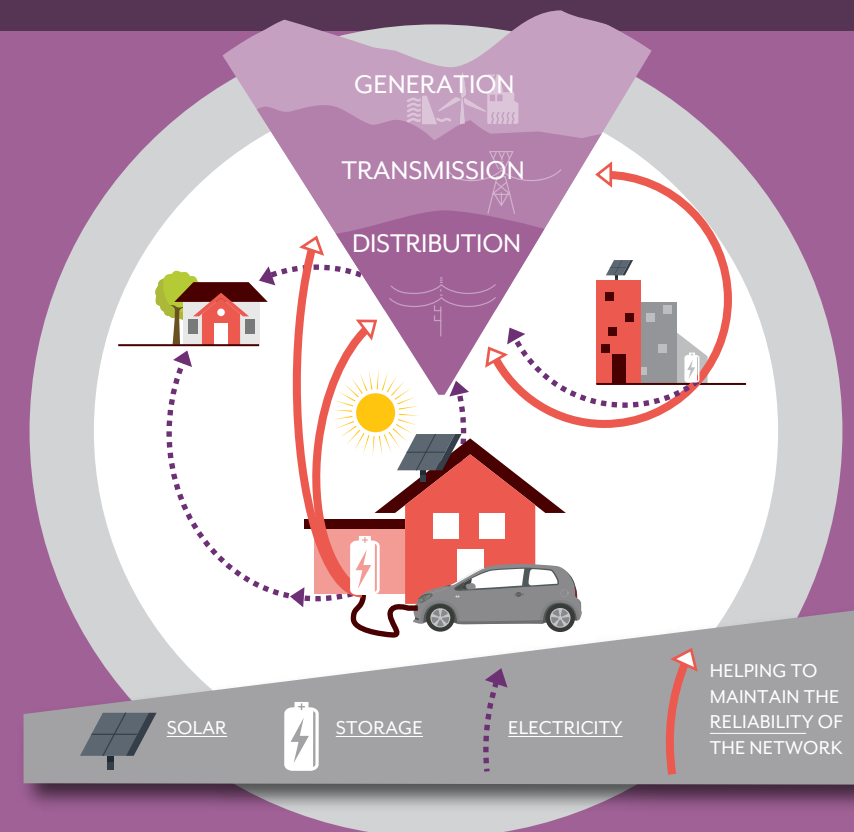 GENERATION
TRANSMISSION
DISTRIBUTION
SOLAR
STORAGE
ELECTRICITY
HELPING TO
MAINTAIN THE
RELIABILITY OF
THE NETWORK